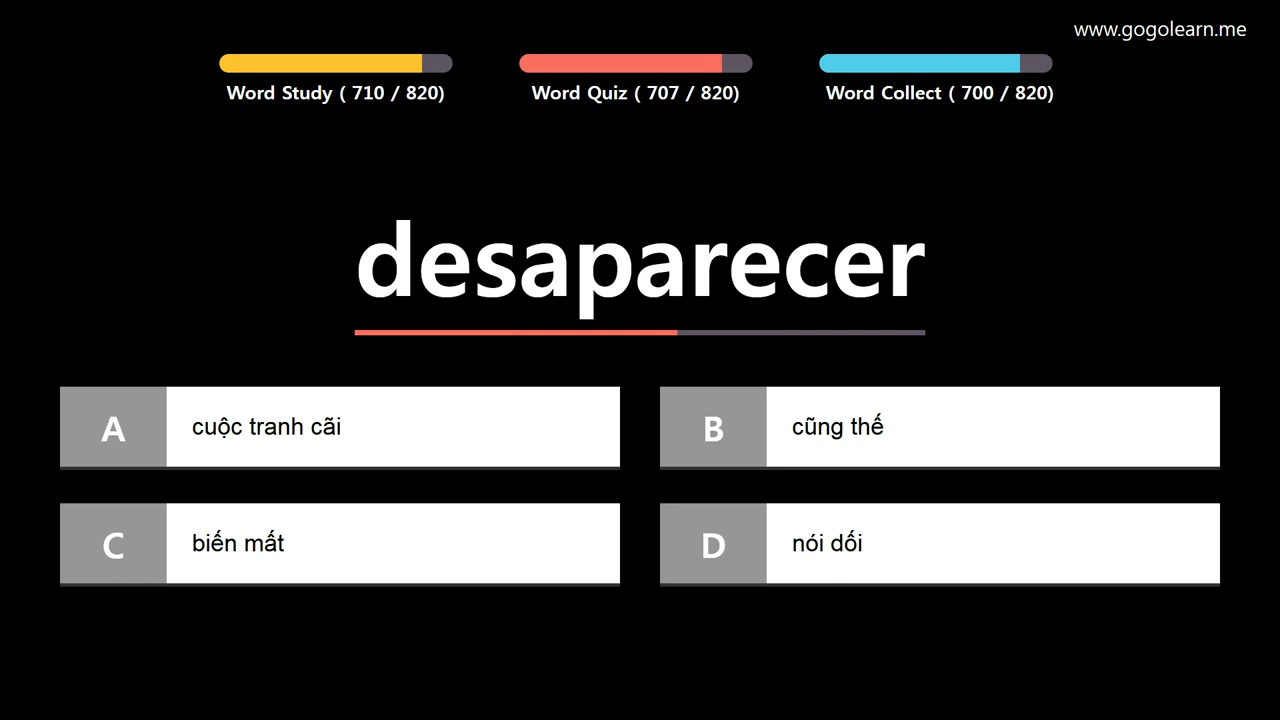 www.gogolearn.me
Word Study ( 710 / 820)
Word Quiz ( 707 / 820)
Word Collect ( 700 / 820)
desaparecer
A
cuộc tranh cãi
B
cũng thế
C
biến mất
D
nói dối